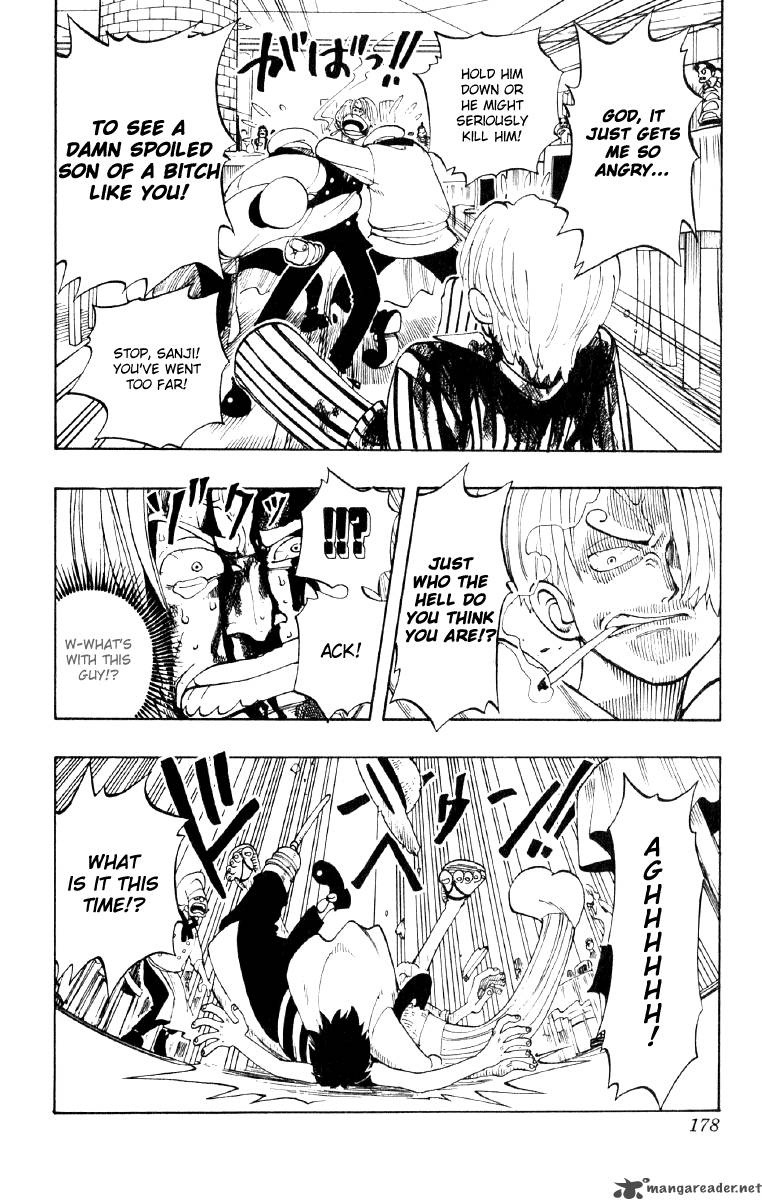 GOD, IT
JUST GETS
ME SO
ANGRY...
HOLD HIM
DOWN OR
HE MIGHT
SERIOUSLY
KILL HIM!
がばっ!!
TO SEE A
DAMN SPOILED
SON OF A BITCH
LIKE YOU!
STOP, SANJI!
YOU'VE WENT
TOO FAR!
JUST
WHO THE
HELL DO
YOU THINK
YOU ARE!?
!!!?
ACK!
ゾクッ
W-WHAT'S
WITH THIS
GUY!?
AGHHHHHHH!
ドヘゥン!!
WHAT
IS IT THIS
TIME!?
178
mangareader.net